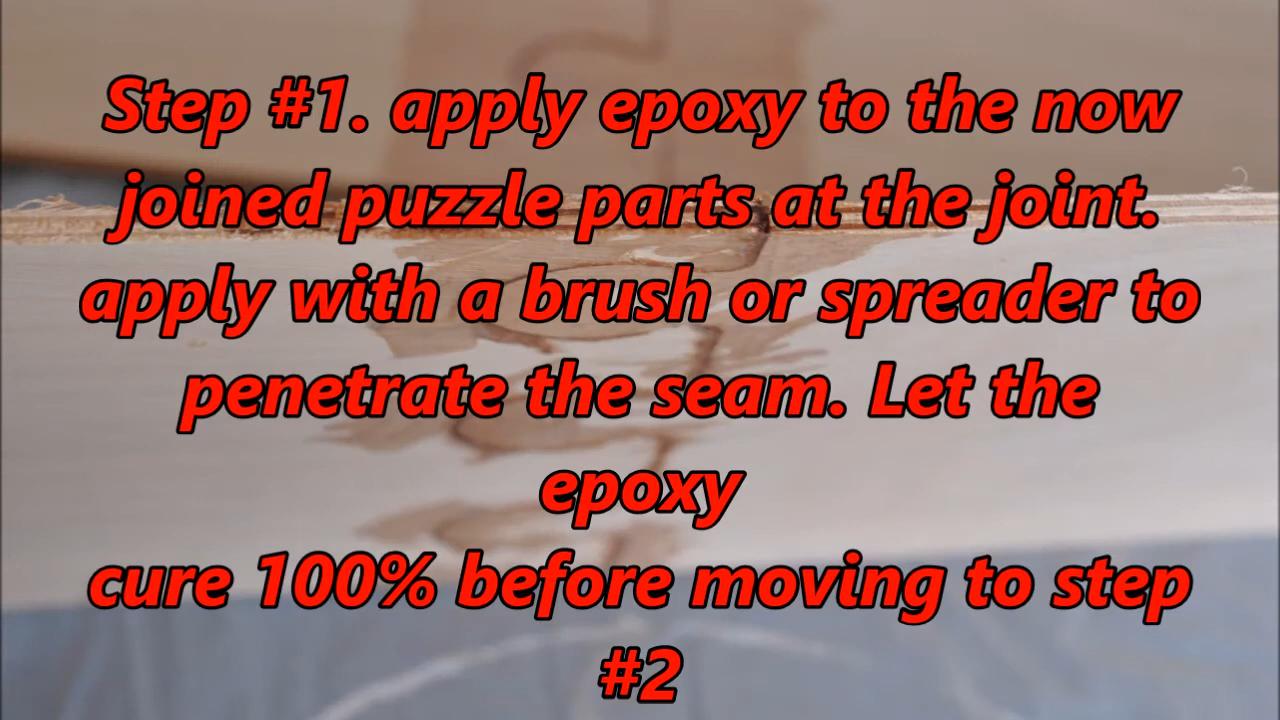 Step #1. apply epoxy to the now
joined puzzle parts at the joint.
apply with a brush or spreader to
penetrate the seam. Let the
epoxy
cure 100% before moving to step
#2